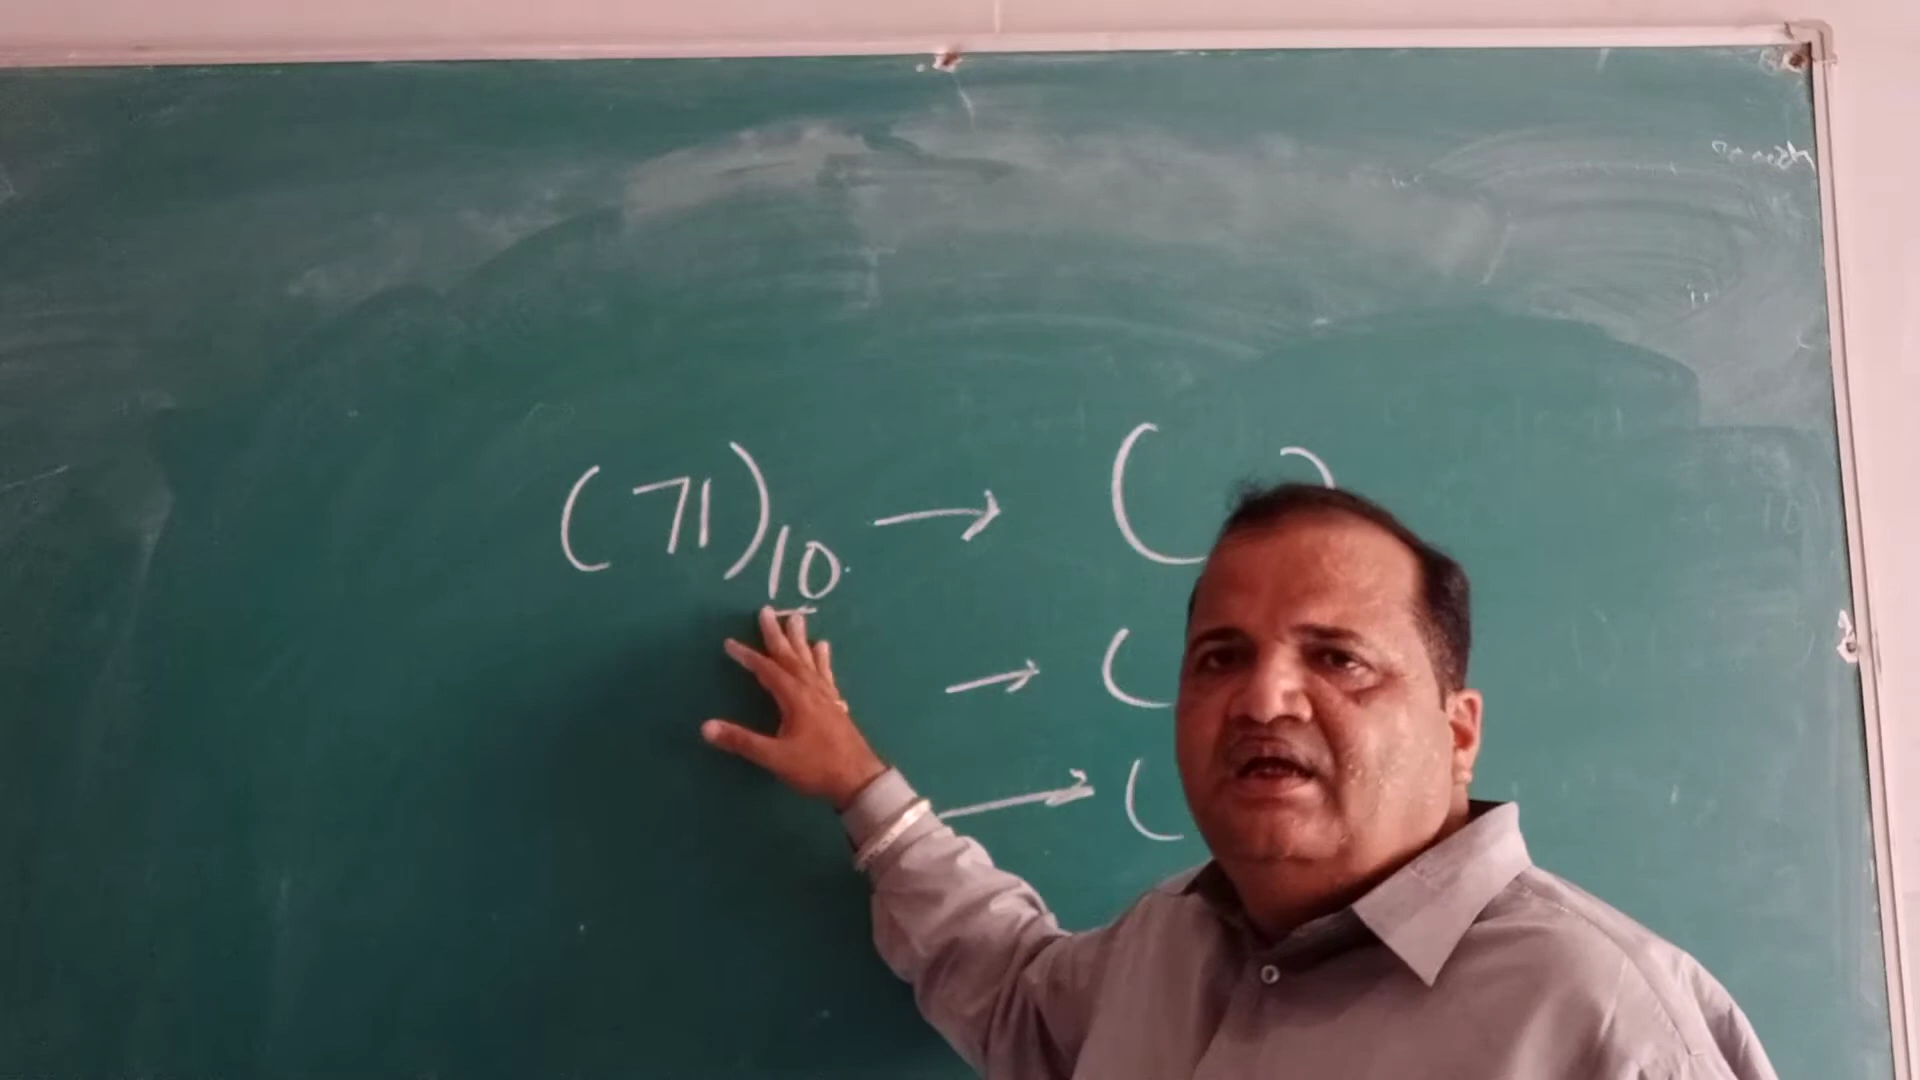 (71)10 → ( )
→ (
→ (